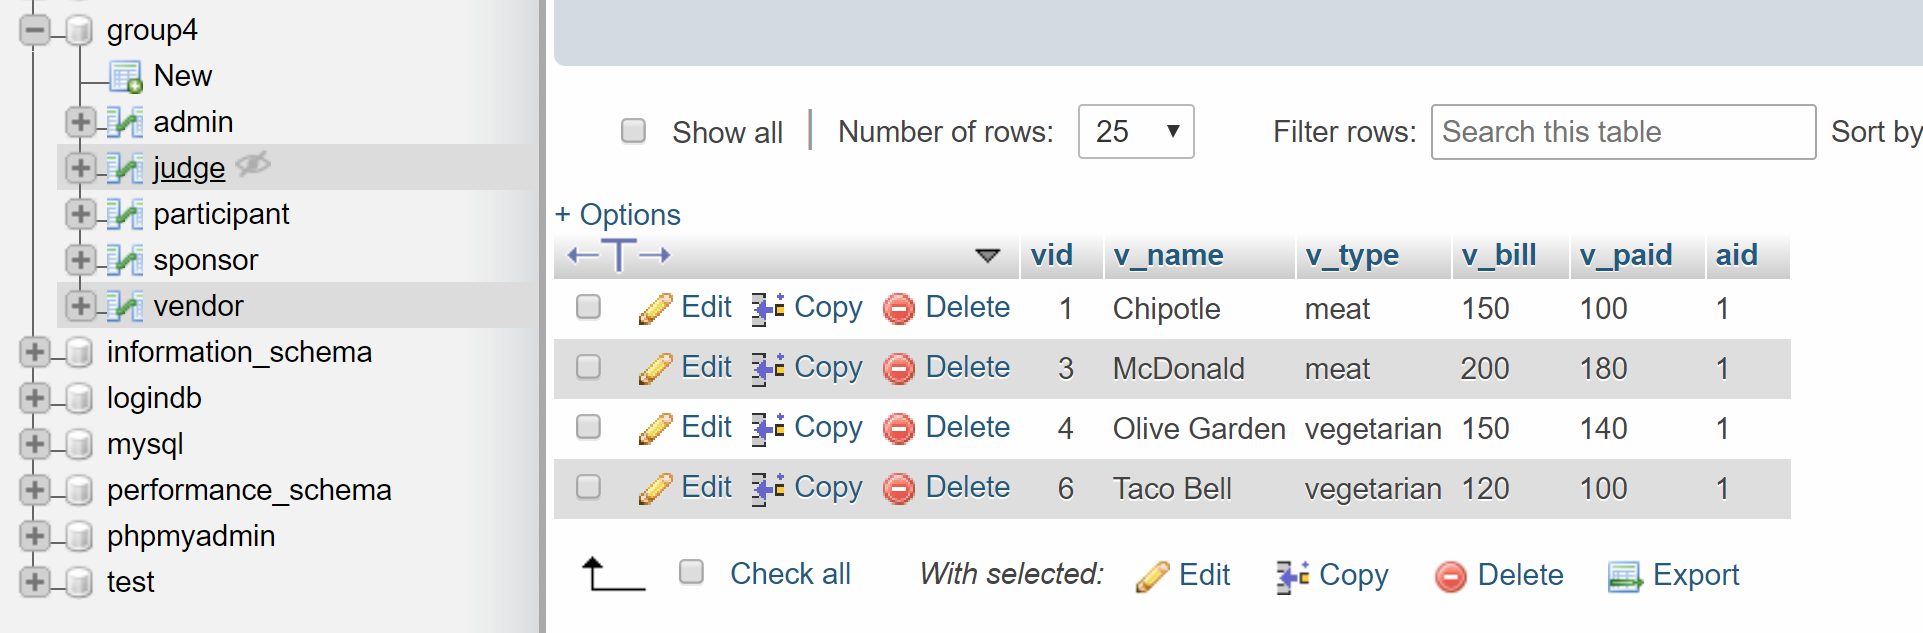 group4
New
admin
judge
participant
sponsor
vendor
information_schema
logindb
mysql
performance_schema
phpmyadmin
test
Show all Number of rows: 25 Filter rows: Search this table Sort by
+ Options
vid v_name v_type v_bill v_paid aid
Edit Copy Delete 1 Chipotle meat 150 100 1
Edit Copy Delete 3 McDonald meat 200 180 1
Edit Copy Delete 4 Olive Garden vegetarian 150 140 1
Edit Copy Delete 6 Taco Bell vegetarian 120 100 1
Check all With selected: Edit Copy Delete Export